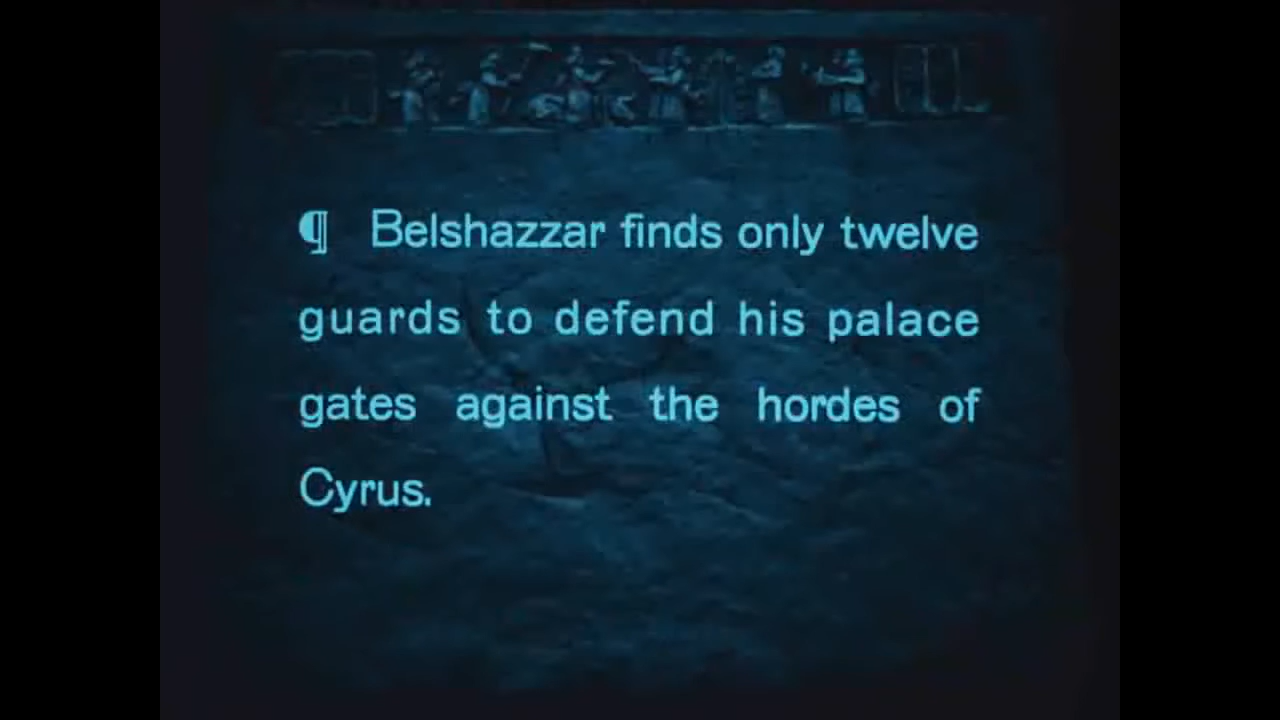 ¶ Belshazzar finds only twelve
guards to defend his palace
gates against the hordes of
Cyrus.